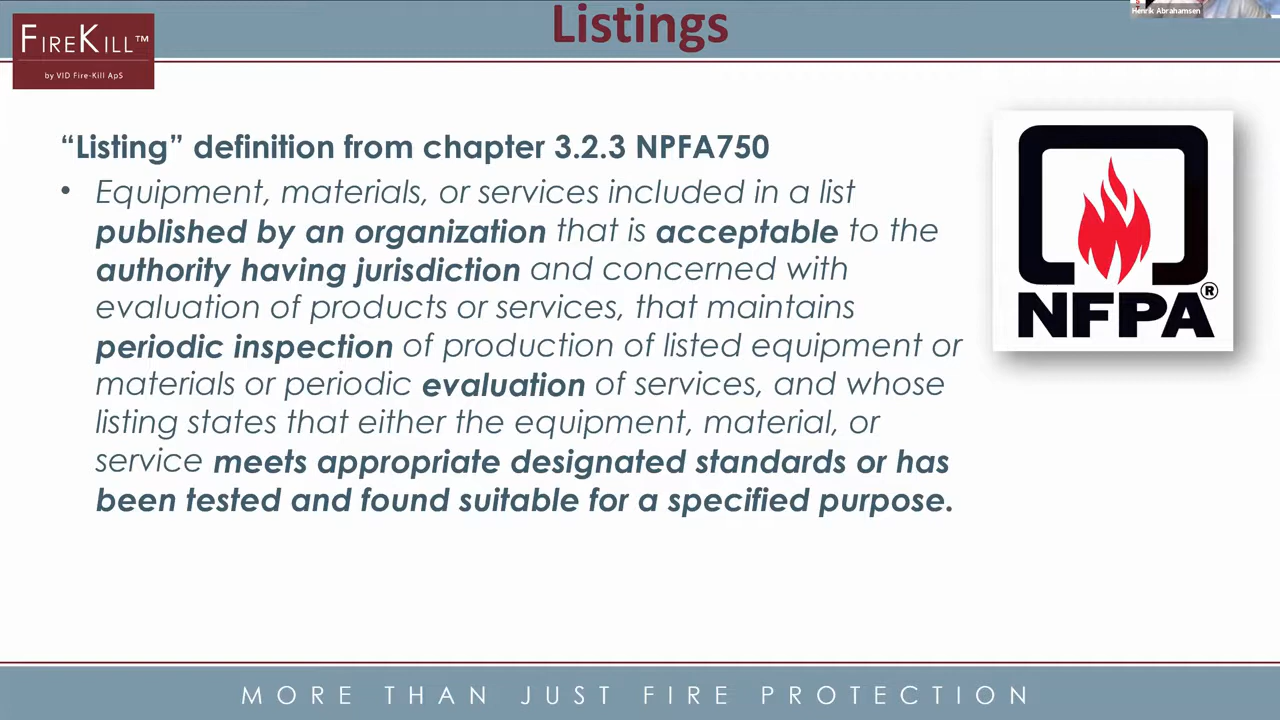 Listings
Henrik Abrahamsen
FIREKILL™
by VID Fire-Kill ApS
“Listing” definition from chapter 3.2.3 NPFA750
• Equipment, materials, or services included in a list
published by an organization that is acceptable to the
authority having jurisdiction and concerned with
evaluation of products or services, that maintains
periodic inspection of production of listed equipment or
materials or periodic evaluation of services, and whose
listing states that either the equipment, material, or
service meets appropriate designated standards or has
been tested and found suitable for a specified purpose.
NFPA®
MORE THAN JUST FIRE PROTECTION